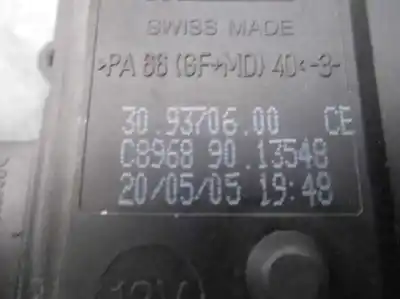 SWISS MADE
>PA 66 (GF+MD) 40<-3-
30.93706.00 CE
C8968 90.13548
20/05/05 19:48
12V